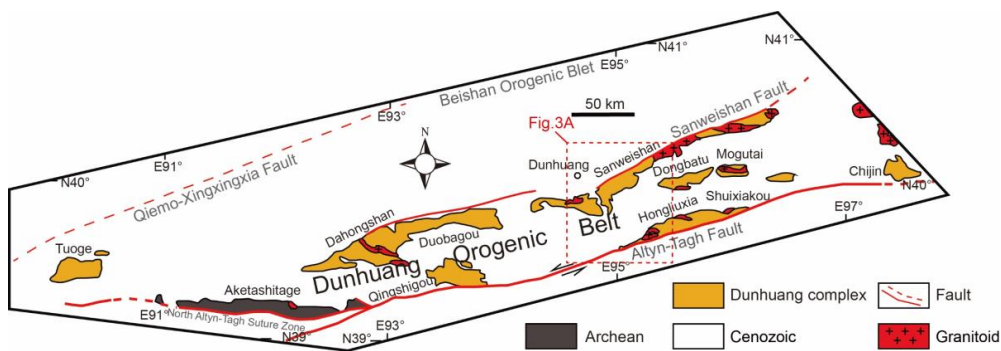 N41°
N41°
E95°
Beishan Orogenic Blet
50 km
Sanweishan Fault
E93°
Fig.3A
N
E91°
Qiemo-Xingxingxia Fault
Dunhuang
Sanweishan
Dongbatu
Mogutai
Chijin
N40°
N40°
Dahongshan
Hongliuxia
Shuixiakou
Tuoge
Duobagou
E97°
Dunhuang Orogenic Belt
Altyn-Tagh Fault
Aketashitage
Qingshigou
E95°
E91°
North Altyn-Tagh Suture Zone
E93°
N39°
N39°
Dunhuang complex
Fault
Archean
Cenozoic
Granitoid